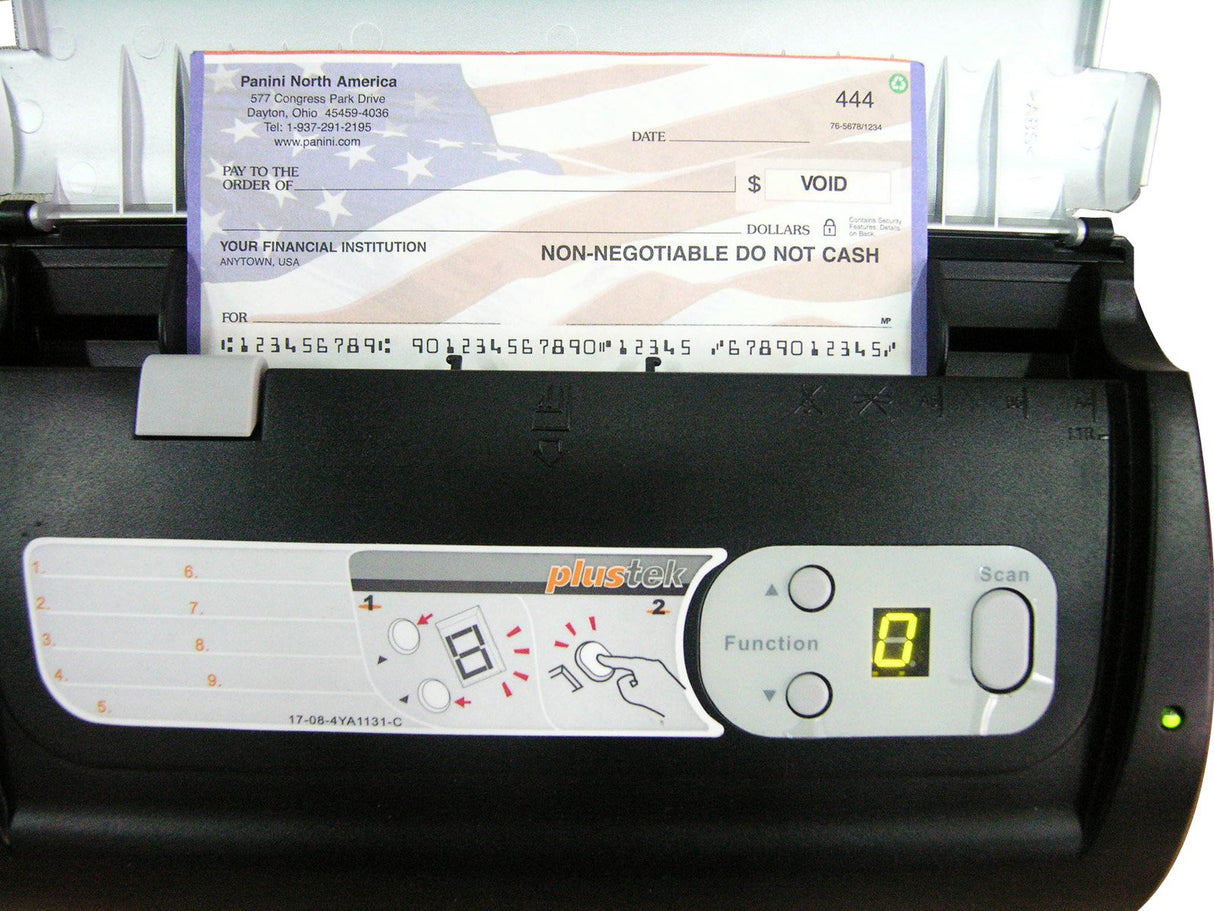 Panini North America
577 Congress Park Drive
Dayton, Ohio 45459-4036
Tel: 1-937-291-2195
www.panini.com
444
76-5678/1234
DATE
PAY TO THE
ORDER OF
$ VOID
DOLLARS
Contains Security
Features. Details
on Back.
YOUR FINANCIAL INSTITUTION
ANYTOWN, USA
NON-NEGOTIABLE DO NOT CASH
FOR
MP
⑆123456789⑆ 901234567890⑈12345 ⑇6789012345⑇
1.
2.
3.
4.
5.
6.
7.
8.
9.
plustek
1
2
17-08-4YA1131-C
Function
0
Scan